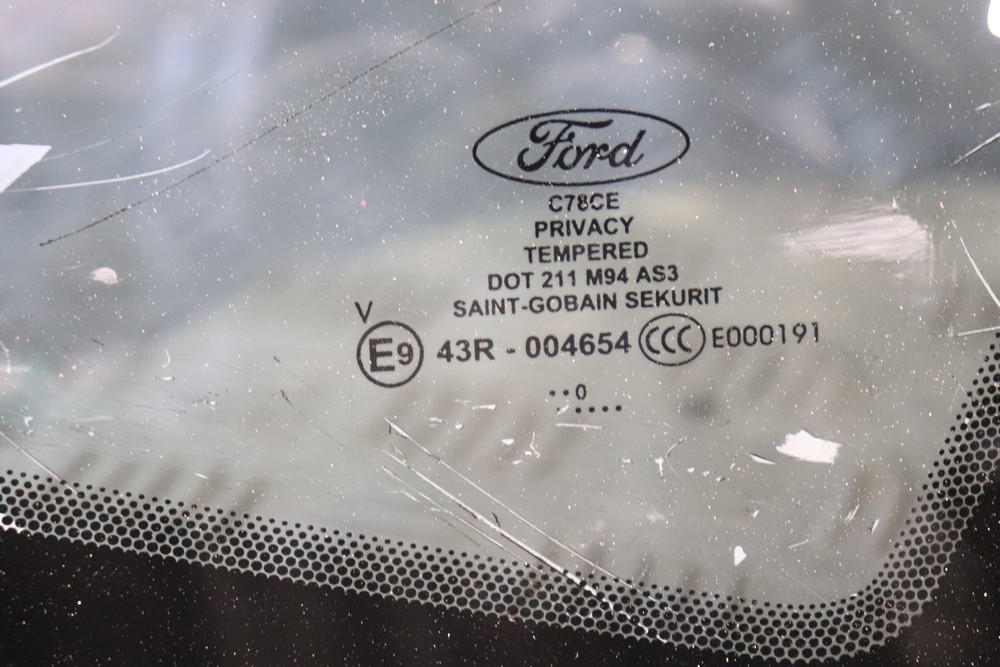 Ford
C78CE
PRIVACY
TEMPERED
DOT 211 M94 AS3
SAINT-GOBAIN SEKURIT
V
E9 43R - 004654 CCC E000191
··0
·····